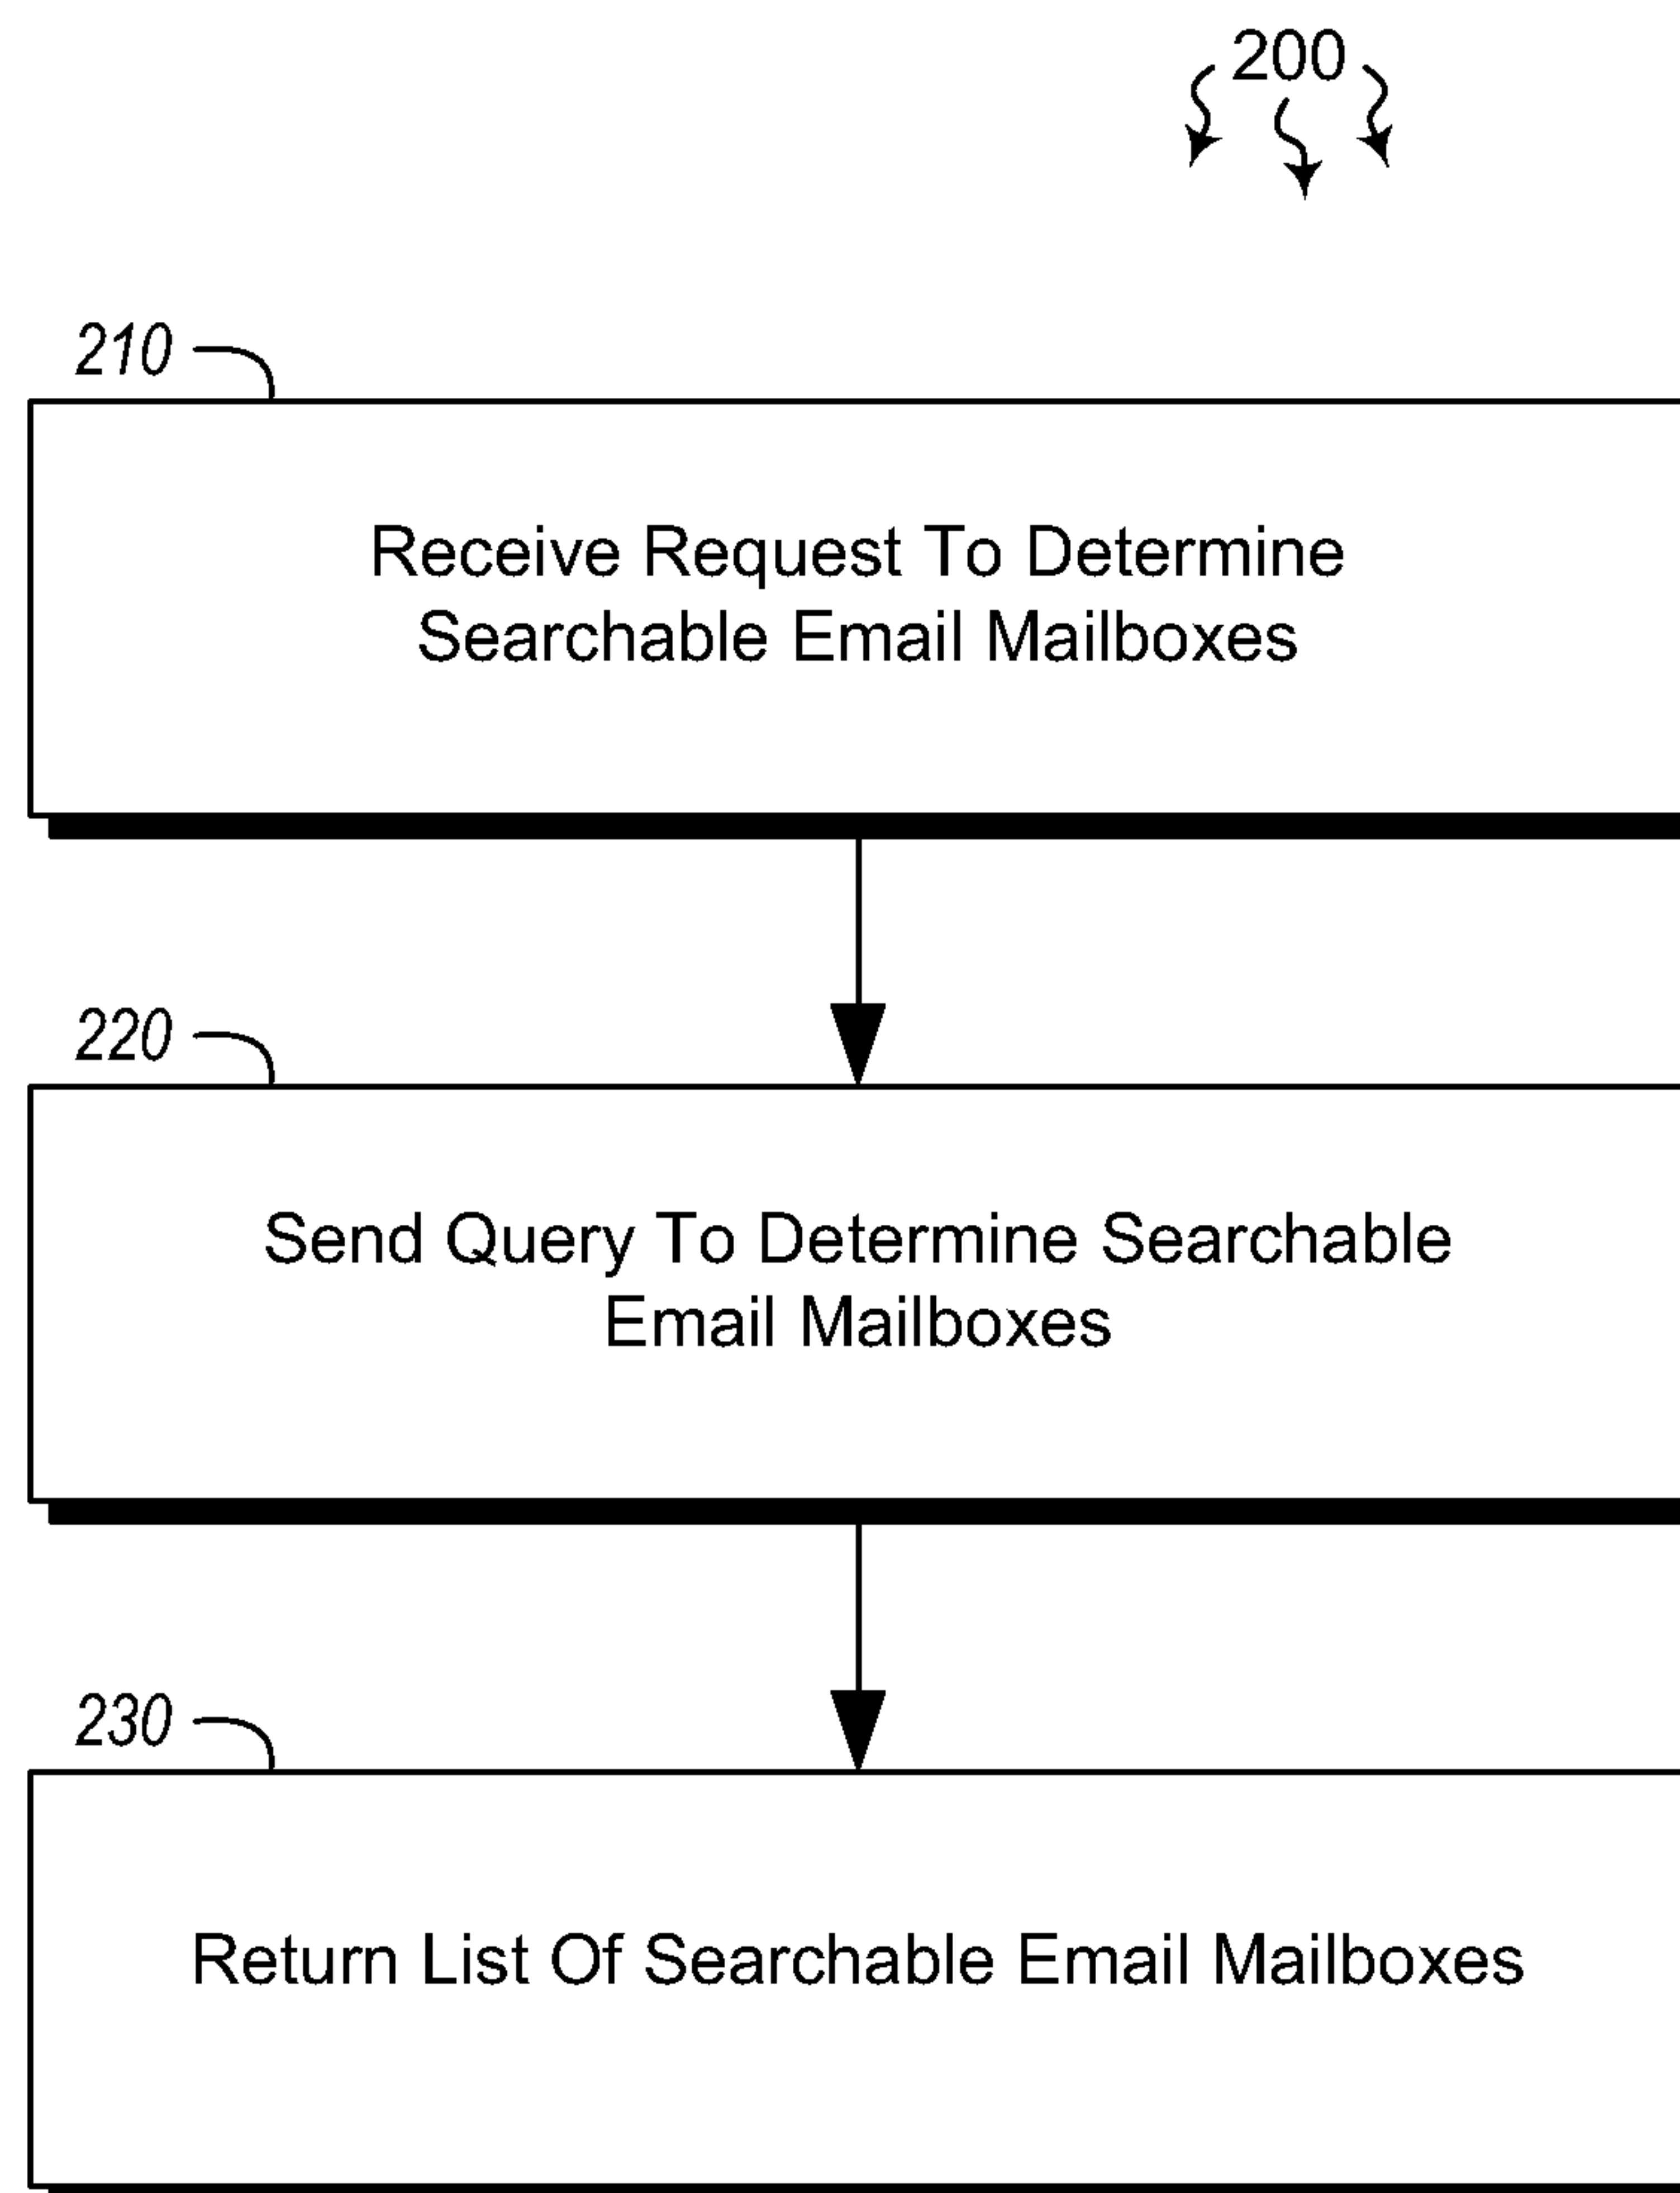 200
210
Receive Request To Determine
Searchable Email Mailboxes
220
Send Query To Determine Searchable
Email Mailboxes
230
Return List Of Searchable Email Mailboxes